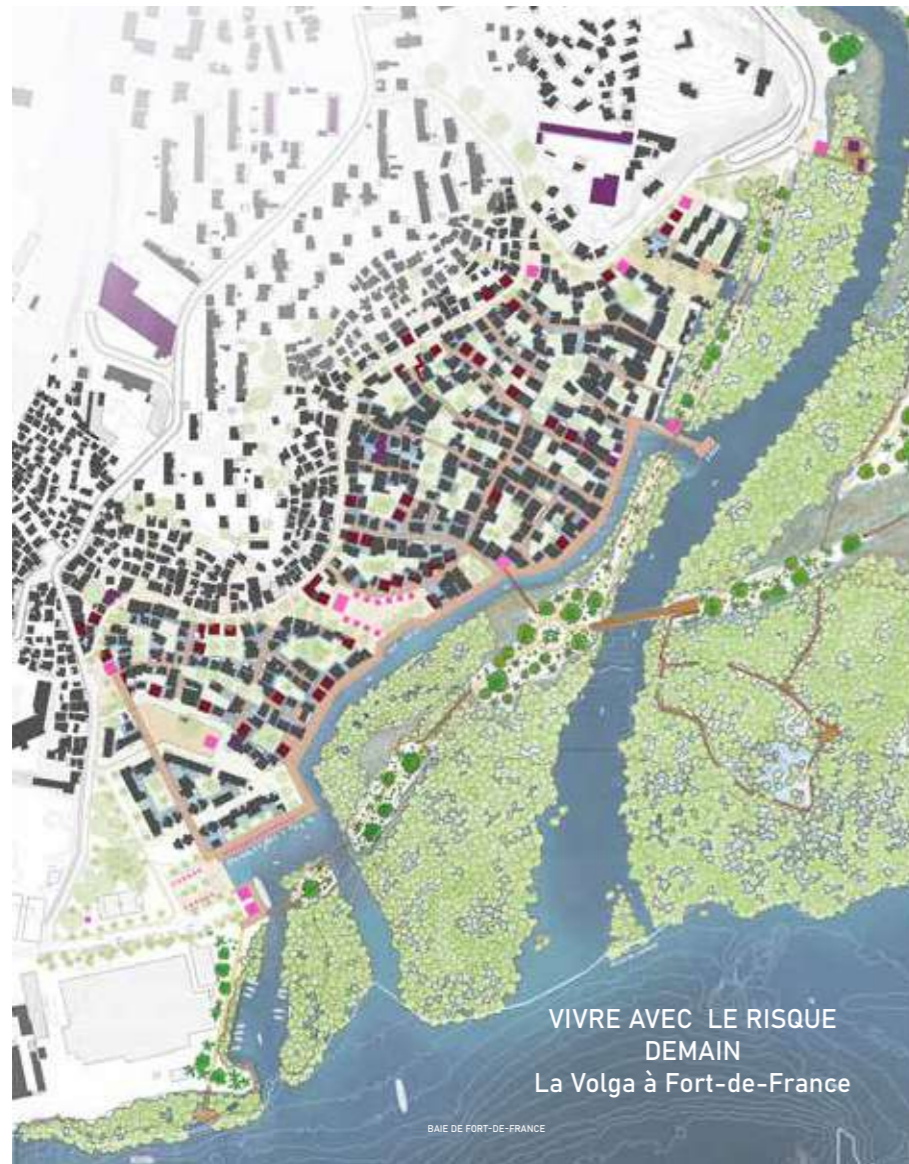 VIVRE AVEC LE RISQUE
DEMAIN
La Volga à Fort-de-France
BAIE DE FORT-DE-FRANCE